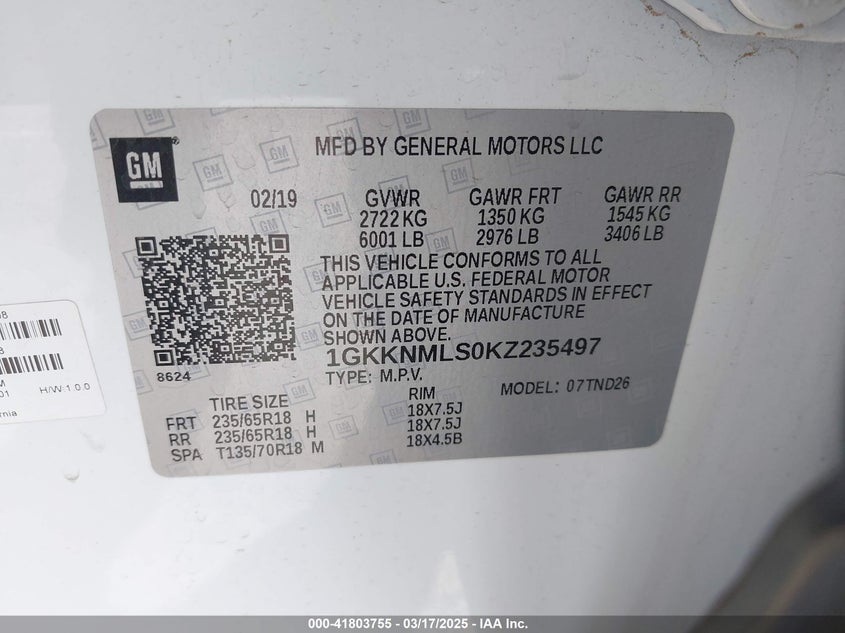 GM
MFD BY GENERAL MOTORS LLC
02/19 GVWR GAWR FRT GAWR RR
2722 KG 1350 KG 1545 KG
6001 LB 2976 LB 3406 LB
THIS VEHICLE CONFORMS TO ALL
APPLICABLE U.S. FEDERAL MOTOR
VEHICLE SAFETY STANDARDS IN EFFECT
ON THE DATE OF MANUFACTURE
SHOWN ABOVE.
1GKKNMLS0KZ235497
8624
TYPE: M.P.V. MODEL: 07TND26
TIRE SIZE RIM
FRT 235/65R18 H 18X7.5J
RR 235/65R18 H 18X7.5J
SPA T135/70R18 M 18X4.5B
H/W:1.0.0
000-41803755 — 03/17/2025 — IAA Inc.